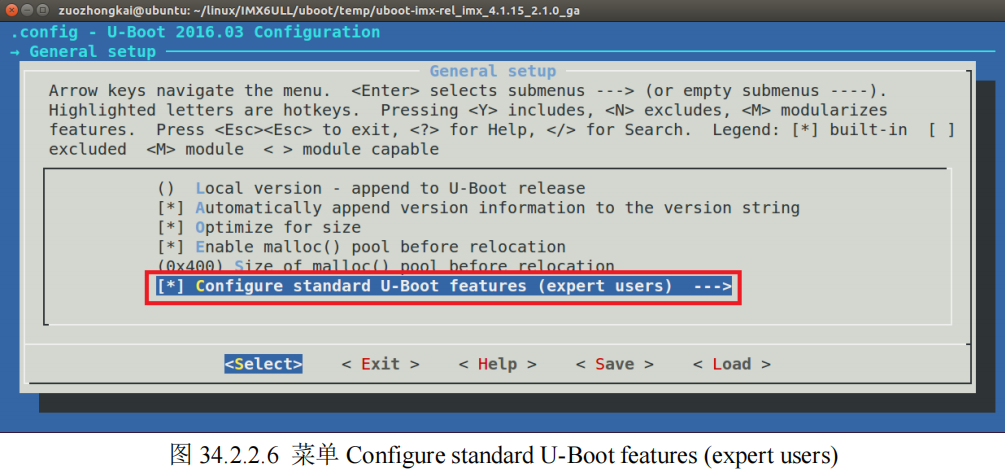 zuozhongkai@ubuntu: ~/linux/IMX6ULL/uboot/temp/uboot-imx-rel_imx_4.1.15_2.1.0_ga
.config - U-Boot 2016.03 Configuration
→ General setup
General setup
Arrow keys navigate the menu.  <Enter> selects submenus ---> (or empty submenus ----).
Highlighted letters are hotkeys.  Pressing <Y> includes, <N> excludes, <M> modularizes
features.  Press <Esc><Esc> to exit, <?> for Help, </> for Search.  Legend: [*] built-in  [ ]
excluded  <M> module  < > module capable
()  Local version - append to U-Boot release
[*] Automatically append version information to the version string
[*] Optimize for size
[*] Enable malloc() pool before relocation
(0x400) Size of malloc() pool before relocation
[*] Configure standard U-Boot features (expert users)  --->
<Select>    < Exit >    < Help >    < Save >    < Load >
图 34.2.2.6 菜单 Configure standard U-Boot features (expert users)